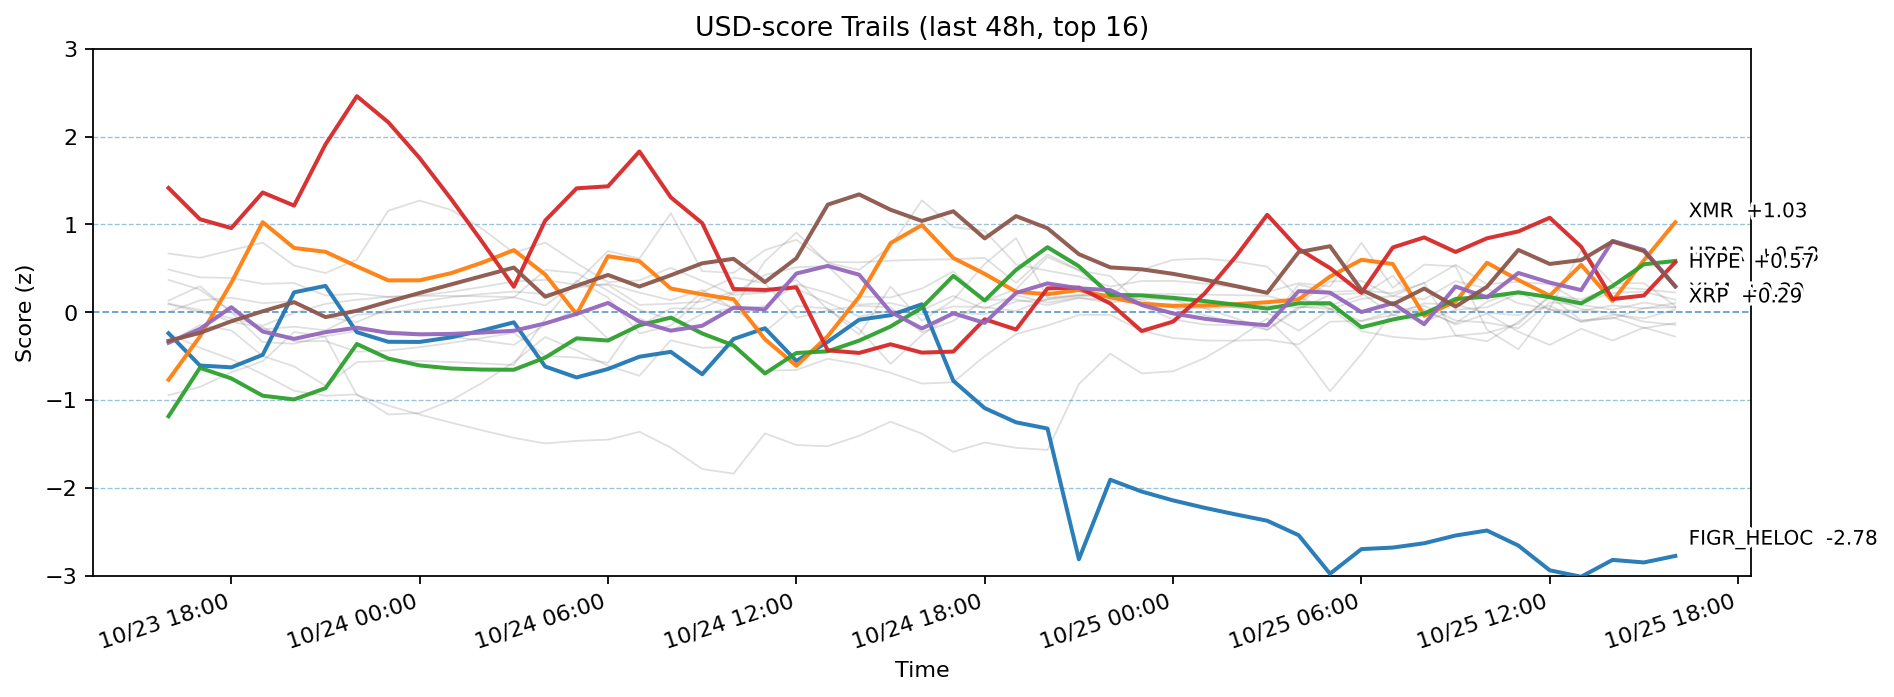 USD-score Trails (last 48h, top 16)
Score (z)
3
2
1
0
−1
−2
−3
XMR +1.03
HYPE +0.57
XRP +0.29
FIGR_HELOC -2.78
10/23 18:00
10/24 00:00
10/24 06:00
10/24 12:00
10/24 18:00
10/25 00:00
10/25 06:00
10/25 12:00
10/25 18:00
Time